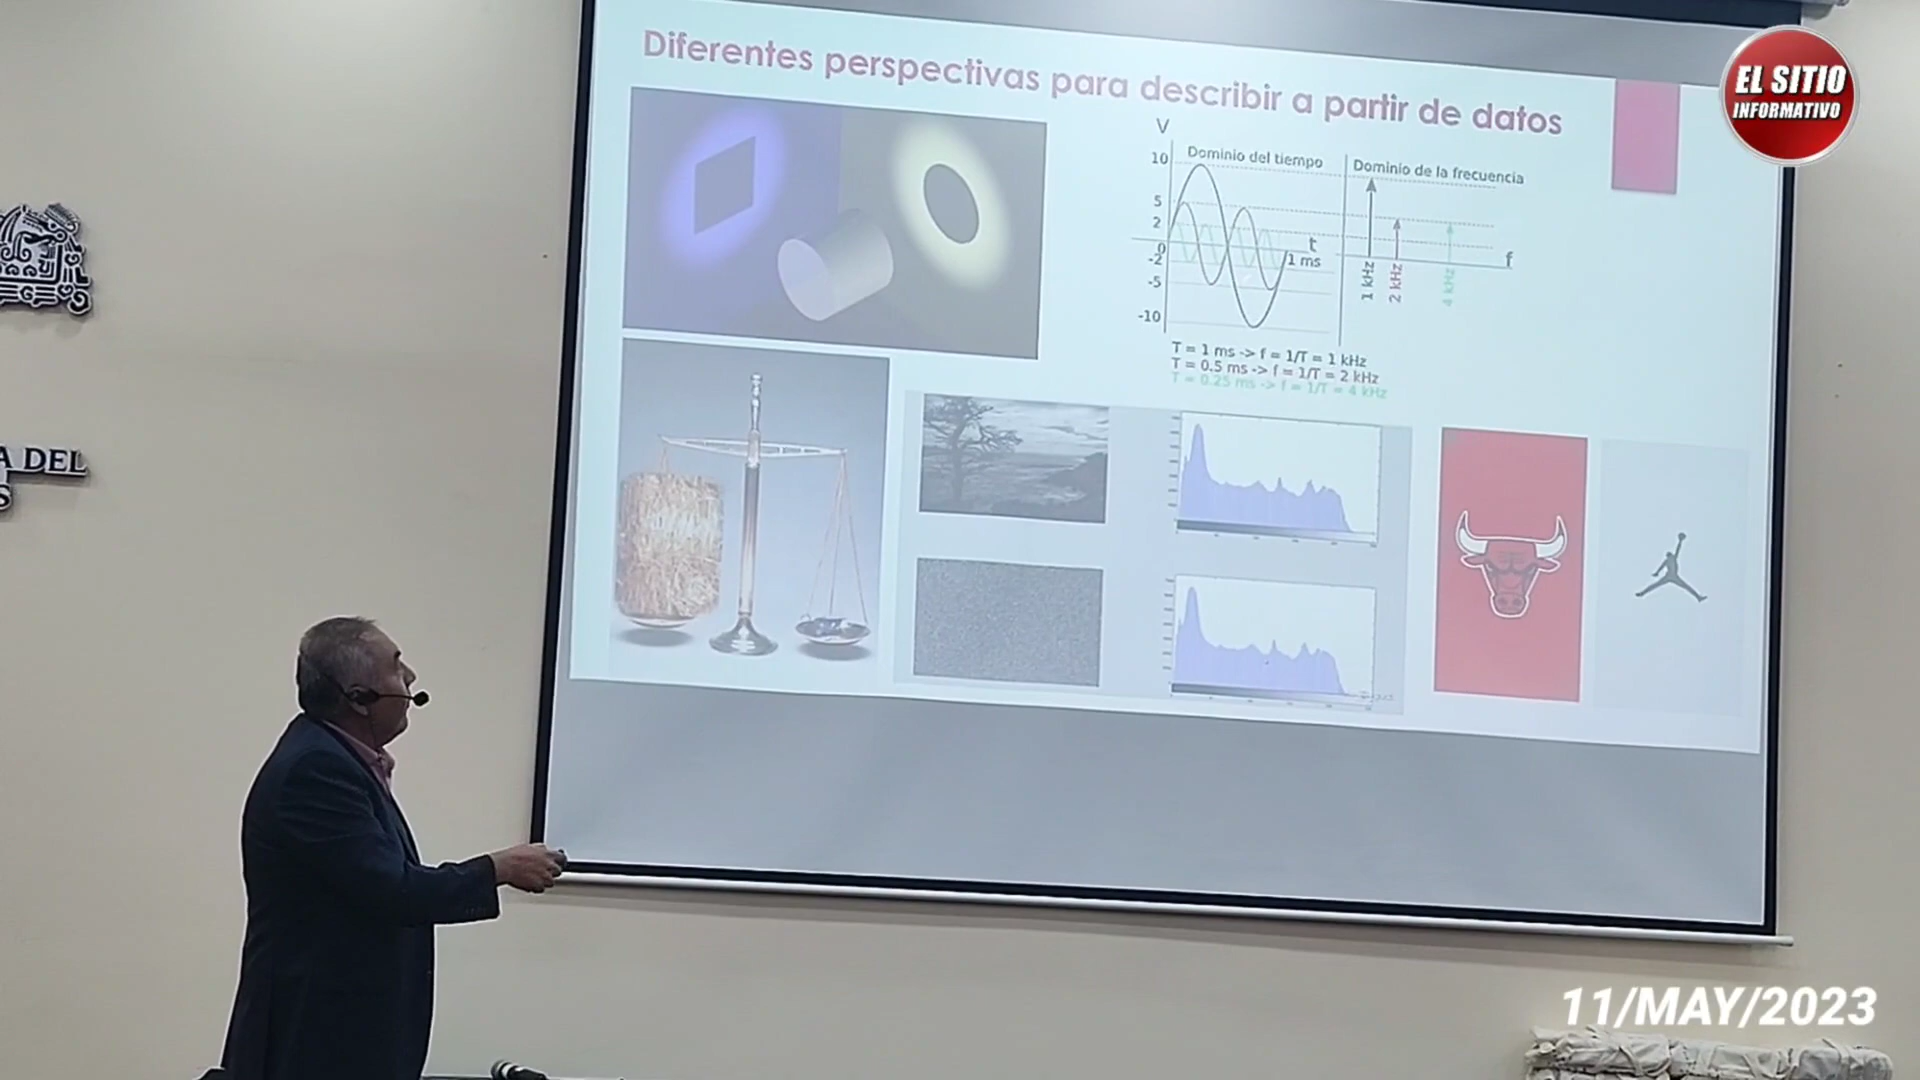 Diferentes perspectivas para describir a partir de datos
EL SITIO
INFORMATIVO
V
10
5
2
0
-2
-5
-10
Dominio del tiempo
t
1 ms
Dominio de la frecuencia
f
1 kHz
2 kHz
4 kHz
T = 1 ms -> f = 1/T = 1 kHz
T = 0.5 ms -> f = 1/T = 2 kHz
T = 0.25 ms -> f = 1/T = 4 kHz
A DEL
S
11/MAY/2023